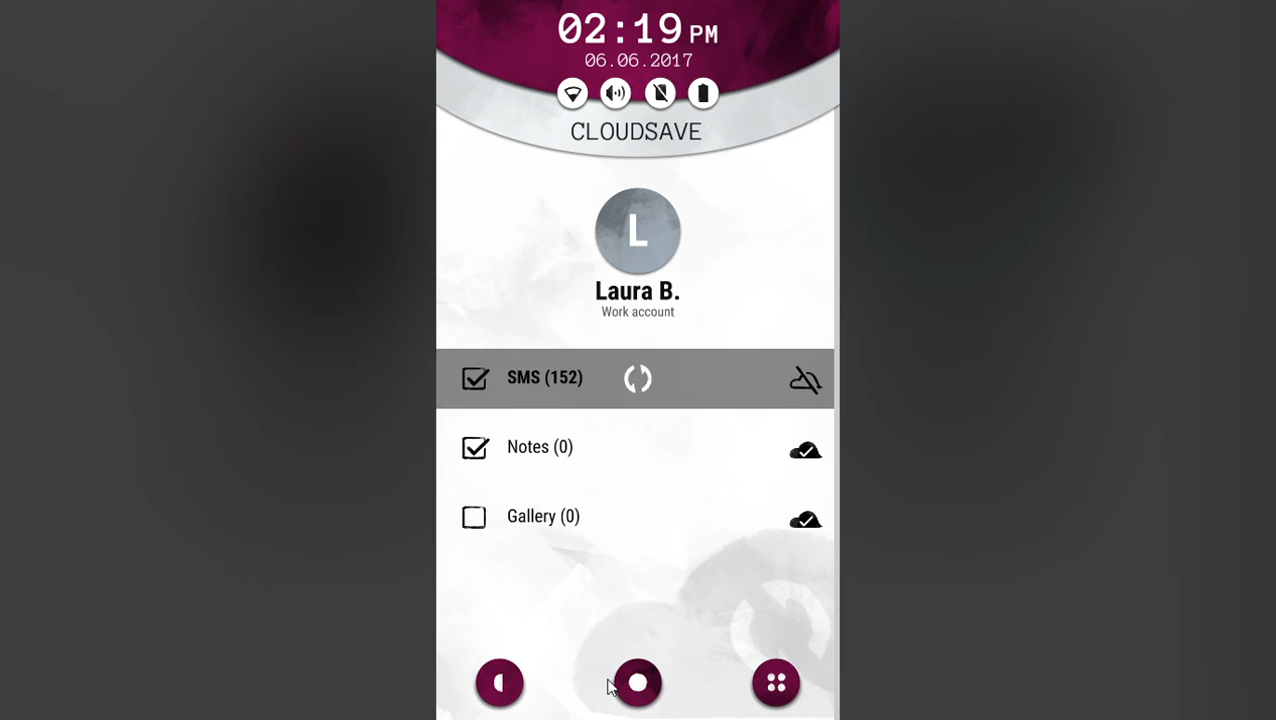 02:19 PM
06.06.2017
CLOUDSAVE
L
Laura B.
Work account
SMS (152)
Notes (0)
Gallery (0)